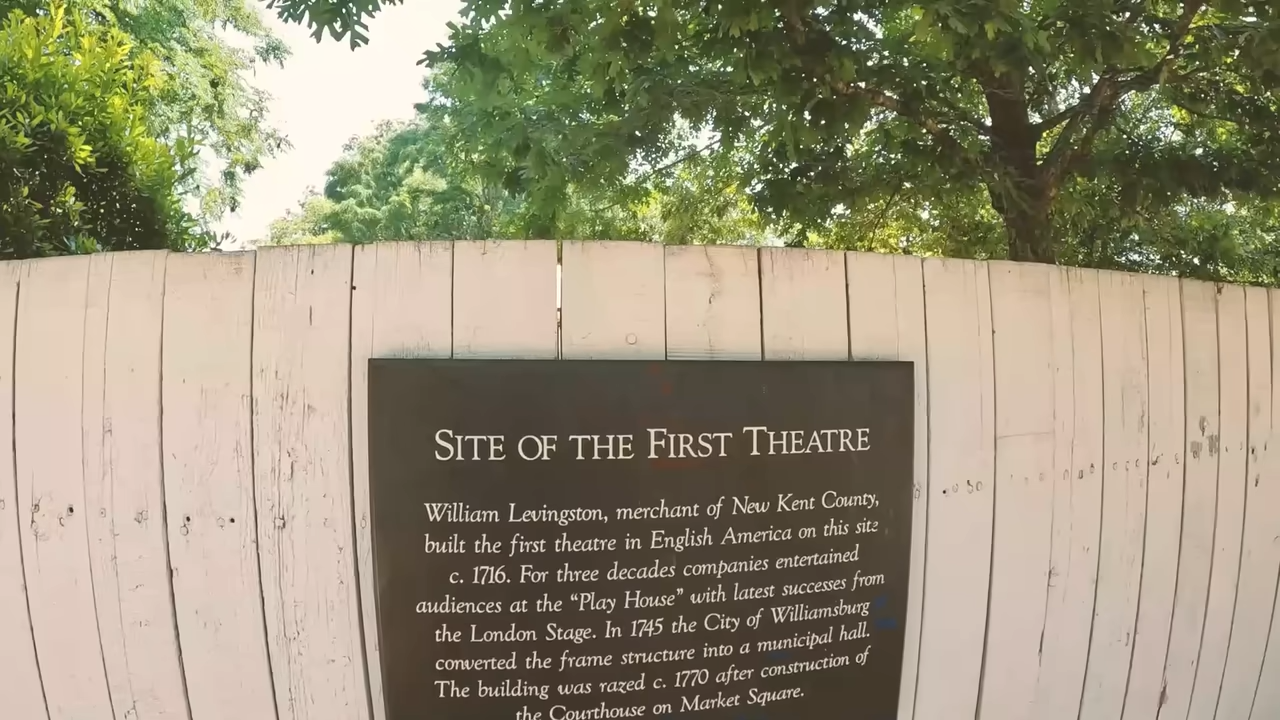 SITE OF THE FIRST THEATRE
William Levingston, merchant of New Kent County,
built the first theatre in English America on this site
c. 1716. For three decades companies entertained
audiences at the “Play House” with latest successes from
the London Stage. In 1745 the City of Williamsburg
converted the frame structure into a municipal hall.
The building was razed c. 1770 after construction of
the Courthouse on Market Square.